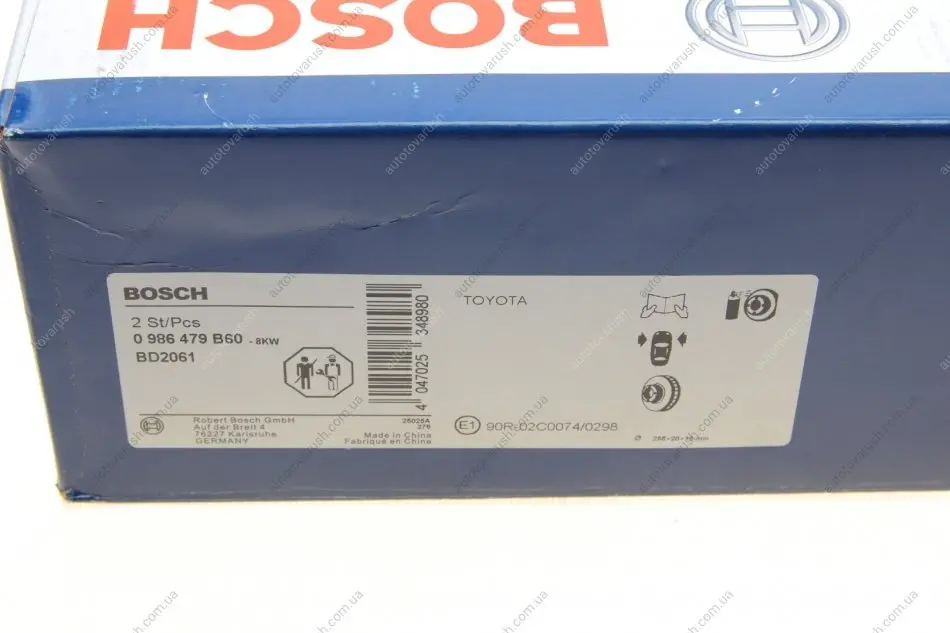 BOSCH
BOSCH
2 St/Pcs
0 986 479 B60 - 8KW
BD2061
4 047025 348980
Robert Bosch GmbH
Auf der Breit 4
76227 Karlsruhe
GERMANY
276
Made in China
Fabriqué en Chine
TOYOTA
E1 90R-02C0074/0298
autotovarush.com.ua